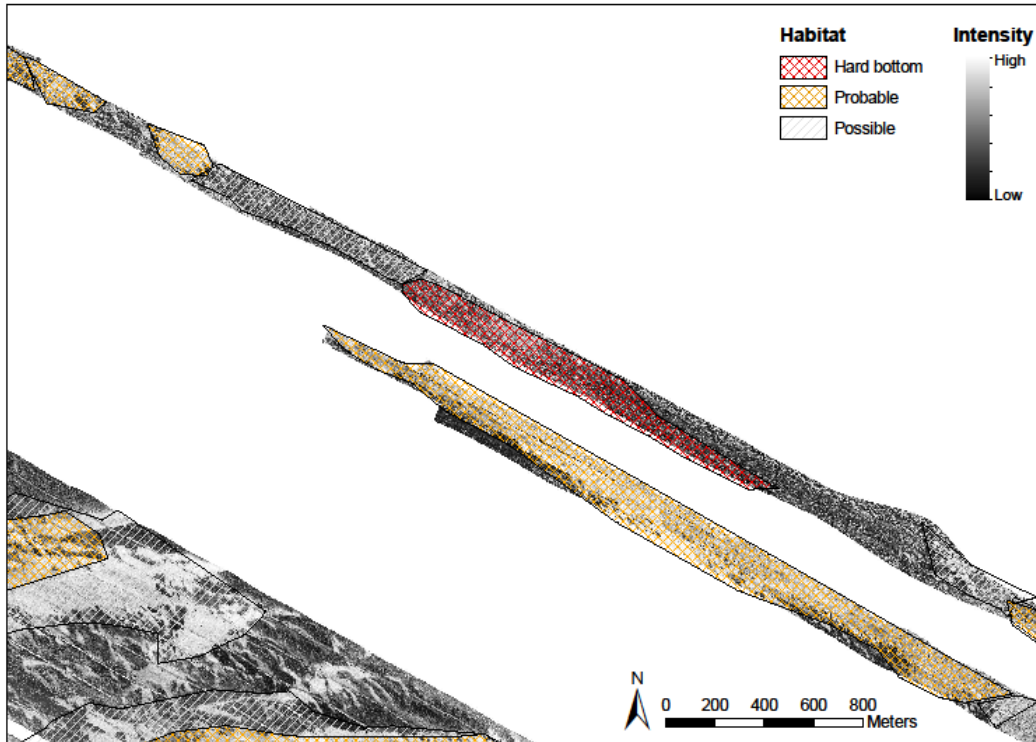 Habitat
Hard bottom
Probable
Possible
Intensity
High
Low
N
0 200 400 600 800
Meters